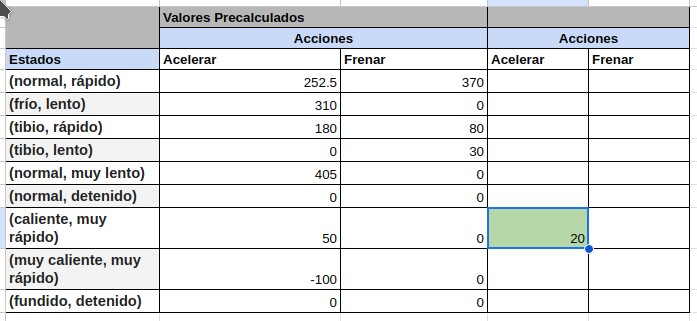 Valores Precalculados
Acciones Acciones
Estados Acelerar Frenar Acelerar Frenar
(normal, rápido) 252.5 370
(frío, lento) 310 0
(tibio, rápido) 180 80
(tibio, lento) 0 30
(normal, muy lento) 405 0
(normal, detenido) 0 0
(caliente, muy
rápido) 50 0 20
(muy caliente, muy
rápido) -100 0
(fundido, detenido) 0 0